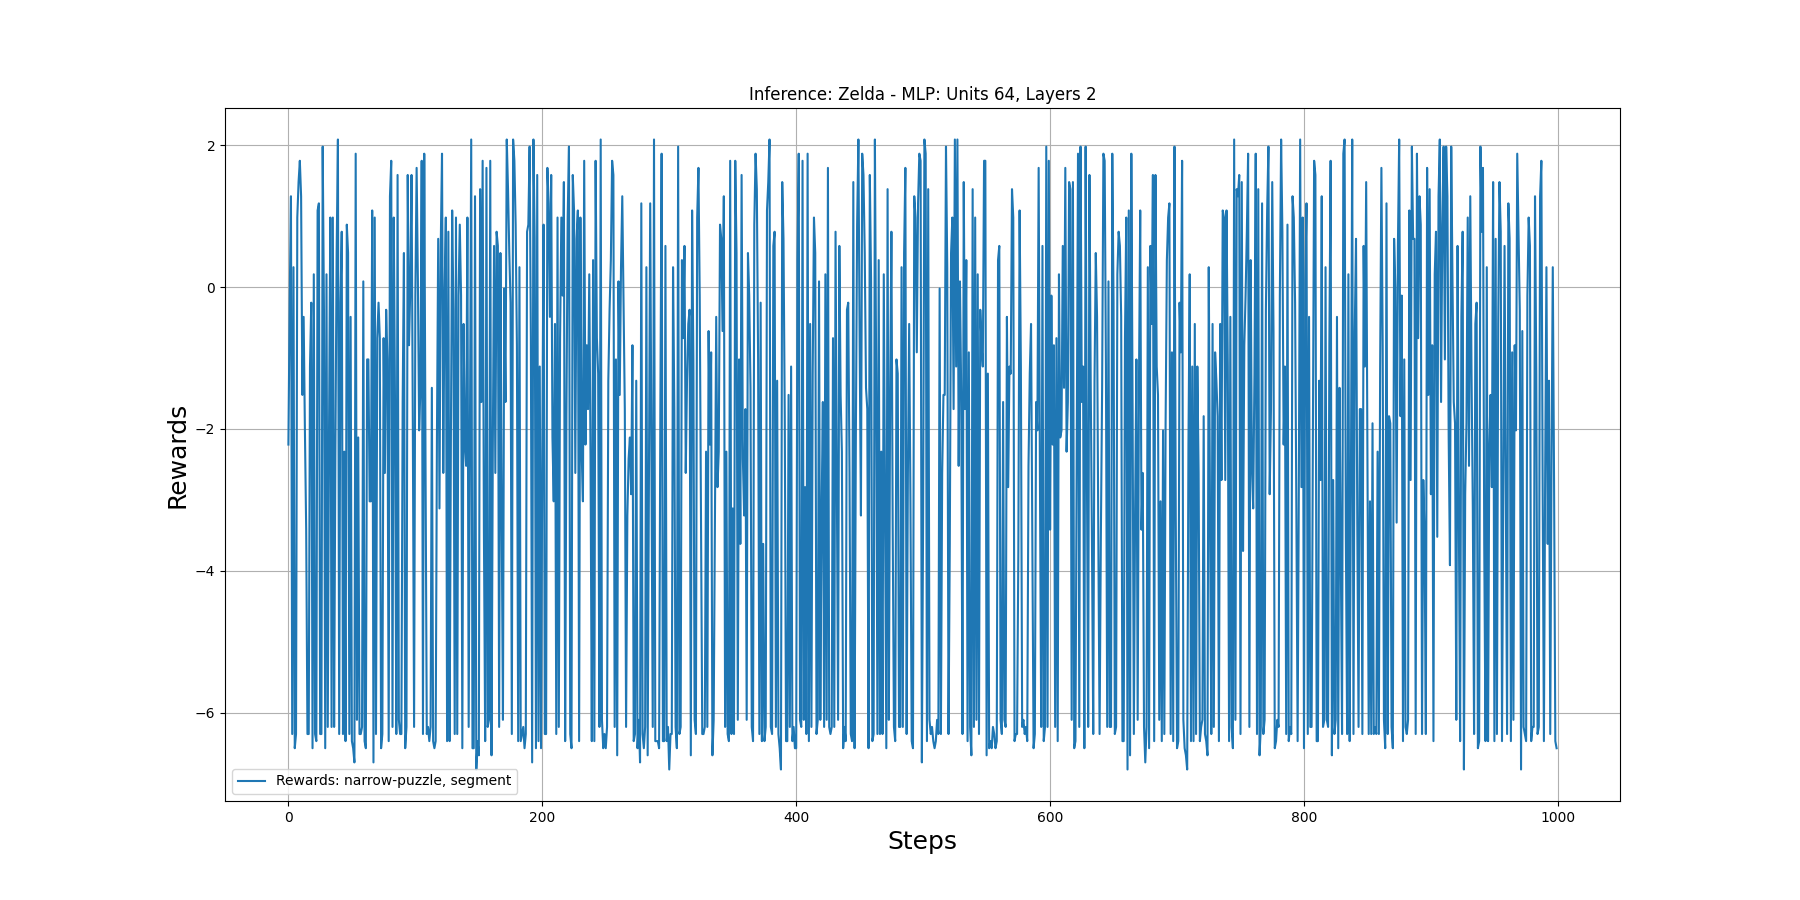 Inference: Zelda - MLP: Units 64, Layers 2
Rewards
2
0
−2
−4
−6
Rewards: narrow-puzzle, segment
0 200 400 600 800 1000
Steps